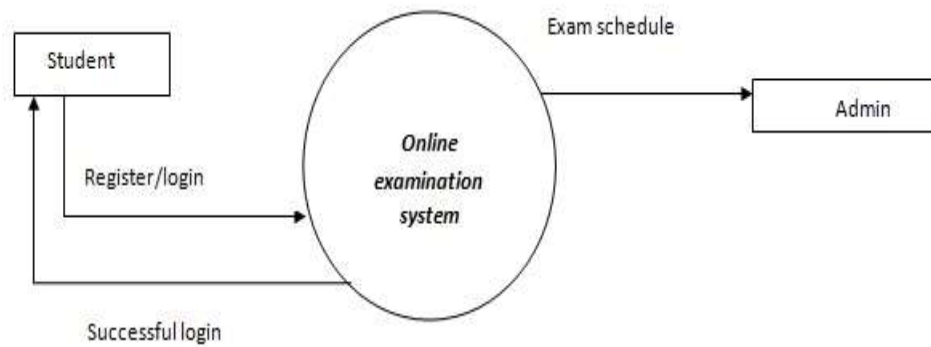 Exam schedule
Student
Admin
Online
examination
system
Register/login
Successful login